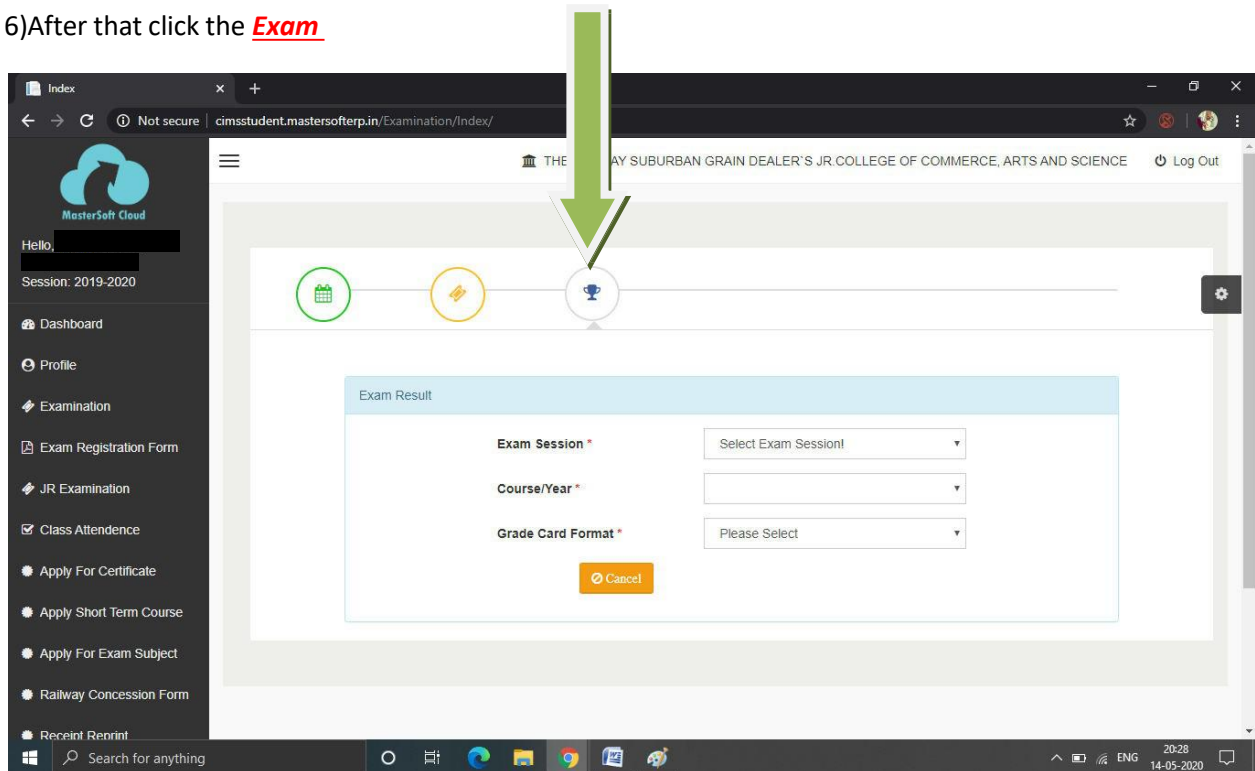 6)After that click the Exam
Index
Not secure | cimsstudent.mastersofterp.in/Examination/Index/
MasterSoft Cloud
THE AY SUBURBAN GRAIN DEALER`S JR.COLLEGE OF COMMERCE, ARTS AND SCIENCE
Log Out
Hello,
Session: 2019-2020
Dashboard
Profile
Examination
Exam Registration Form
JR Examination
Class Attendence
Apply For Certificate
Apply Short Term Course
Apply For Exam Subject
Railway Concession Form
Receipt Reprint
Exam Result
Exam Session *
Select Exam Session!
Course/Year *
Grade Card Format *
Please Select
Cancel
Search for anything
ENG
20:28
14-05-2020